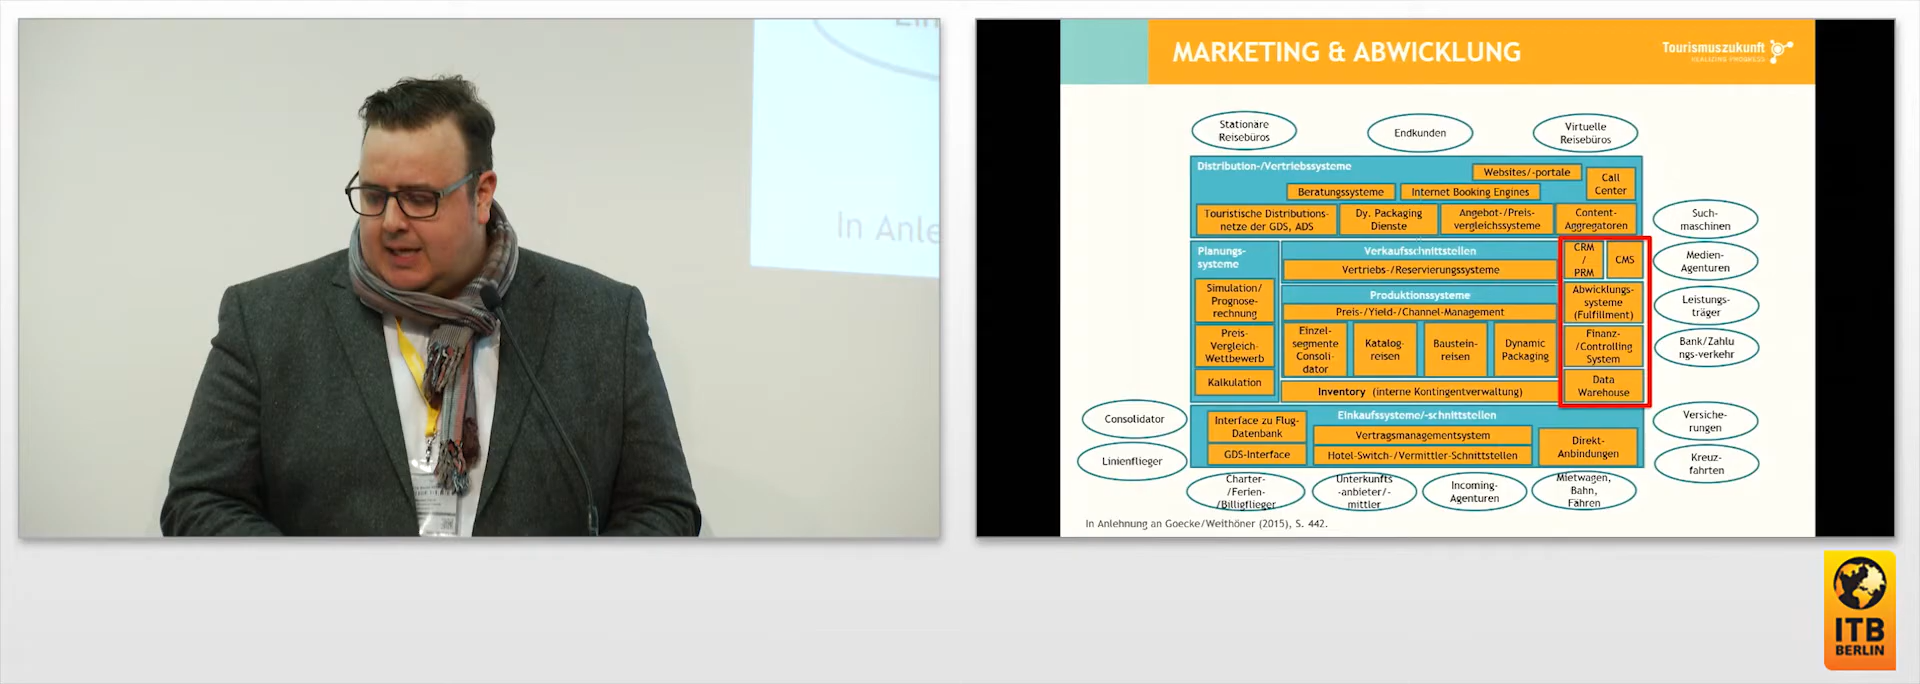 In Anle
MARKETING & ABWICKLUNG
Tourismuszukunft
REALIZING PROGRESS
Stationäre
Reisebüros
Endkunden
Virtuelle
Reisebüros
Distribution-/Vertriebssysteme
Websites/-portale
Call
Center
Beratungssysteme
Internet Booking Engines
Touristische Distributions-
netze der GDS, ADS
Dy. Packaging
Dienste
Angebot-/Preis-
vergleichssysteme
Content-
Aggregatoren
Such-
maschinen
Planungs-
systeme
Verkaufsschnittstellen
Vertriebs-/Reservierungssysteme
CRM
/
PRM
CMS
Medien-
Agenturen
Simulation/
Prognose-
rechnung
Produktionssysteme
Preis-/Yield-/Channel-Management
Abwicklungs-
systeme
(Fulfillment)
Leistungs-
träger
Preis-
Vergleich-
Wettbewerb
Einzel-
segmente
Consoli-
dator
Katalog-
reisen
Baustein-
reisen
Dynamic
Packaging
Finanz-
/Controlling
System
Bank/Zahlu
ngs-verkehr
Kalkulation
Inventory (interne Kontingentverwaltung)
Data
Warehouse
Consolidator
Einkaufssysteme/-schnittstellen
Interface zu Flug-
Datenbank
Vertragsmanagementsystem
Direkt-
Anbindungen
Versiche-
rungen
Linienflieger
GDS-Interface
Hotel-Switch-/Vermittler-Schnittstellen
Kreuz-
fahrten
Charter-
/Ferien-
/Billigflieger
Unterkunfts
-anbieter/-
mittler
Incoming-
Agenturen
Mietwagen,
Bahn,
Fähren
In Anlehnung an Goecke/Weithöner (2015), S. 442.
ITB
BERLIN